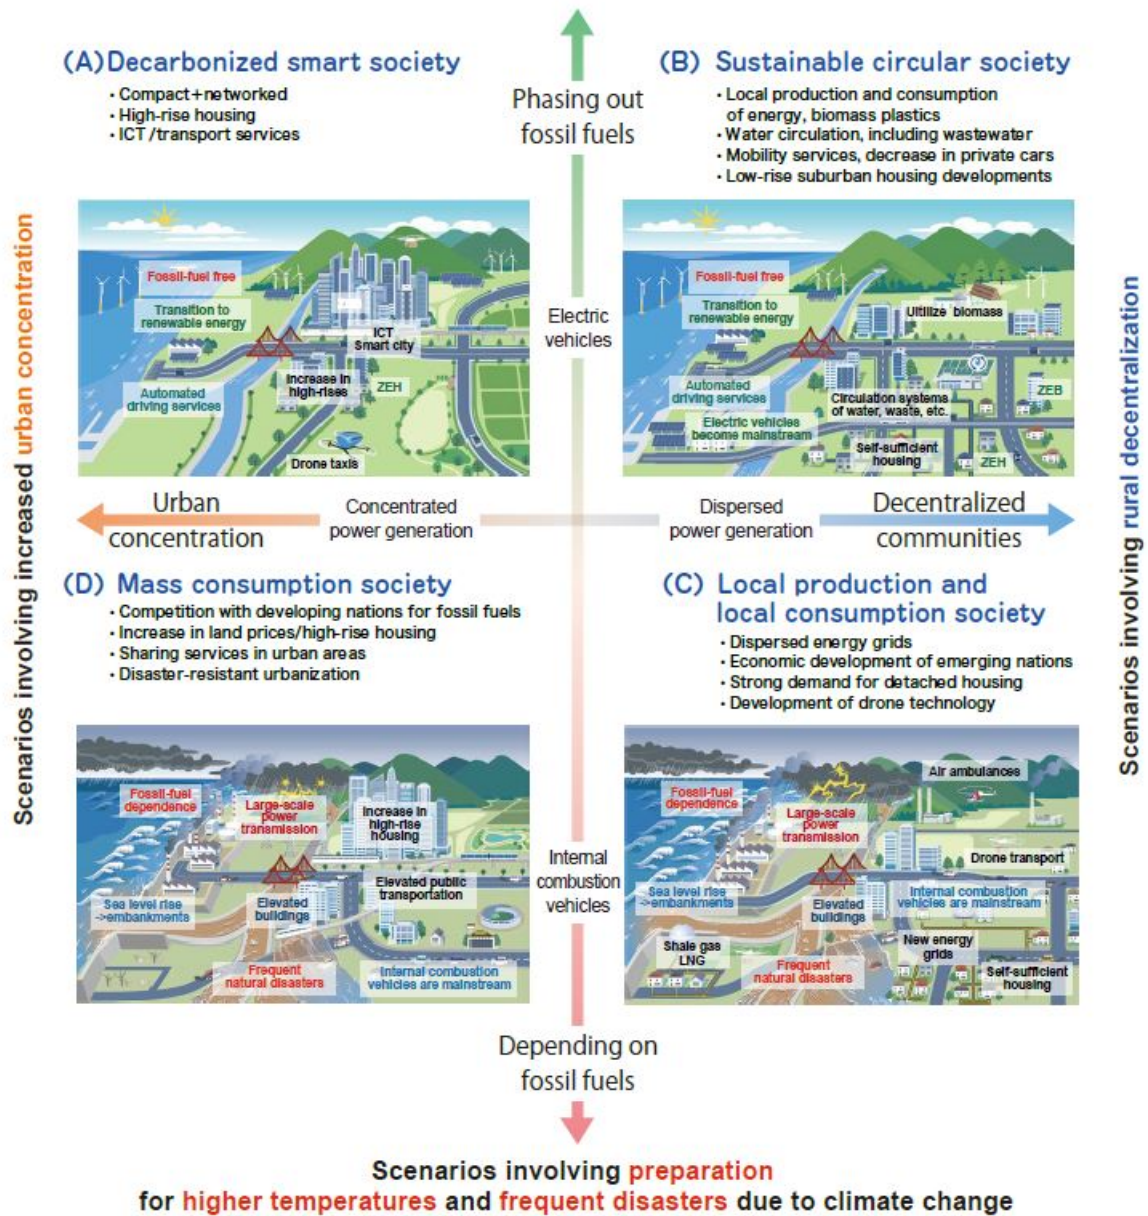 (A) Decarbonized smart society
・Compact+networked
・High-rise housing
・ICT/transport services
Phasing out
fossil fuels
(B) Sustainable circular society
・Local production and consumption
of energy, biomass plastics
・Water circulation, including wastewater
・Mobility services, decrease in private cars
・Low-rise suburban housing developments
Scenarios involving increased urban concentration
Fossil-fuel free
Transition to
renewable energy
ICT
Smart city
Increase in
high-rises
ZEH
Automated
driving services
Drone taxis
Electric
vehicles
Fossil-fuel free
Transition to
renewable energy
Uitilize biomass
Automated
driving services
Circulation systems
of water, waste, etc.
ZEB
Electric vehicles
become mainstream
Self-sufficient
housing
ZEH
Scenarios involving rural decentralization
Urban
concentration
Concentrated
power generation
Dispersed
power generation
Decentralized
communities
(D) Mass consumption society
・Competition with developing nations for fossil fuels
・Increase in land prices/high-rise housing
・Sharing services in urban areas
・Disaster-resistant urbanization
(C) Local production and
local consumption society
・Dispersed energy grids
・Economic development of emerging nations
・Strong demand for detached housing
・Development of drone technology
Fossil-fuel
dependence
Large-scale
power
transmission
Increase in
high-rise
housing
Elevated public
transportation
Sea level rise
->embankments
Elevated
buildings
Frequent
natural disasters
Internal combustion
vehicles are mainstream
Internal
combustion
vehicles
Air ambulances
Fossil-fuel
dependence
Large-scale
power
transmission
Drone transport
Sea level rise
->embankments
Elevated
buildings
Internal combustion
vehicles are mainstream
Shale gas
LNG
New energy
grids
Frequent
natural disasters
Self-sufficient
housing
Depending on
fossil fuels
Scenarios involving preparation
for higher temperatures and frequent disasters due to climate change